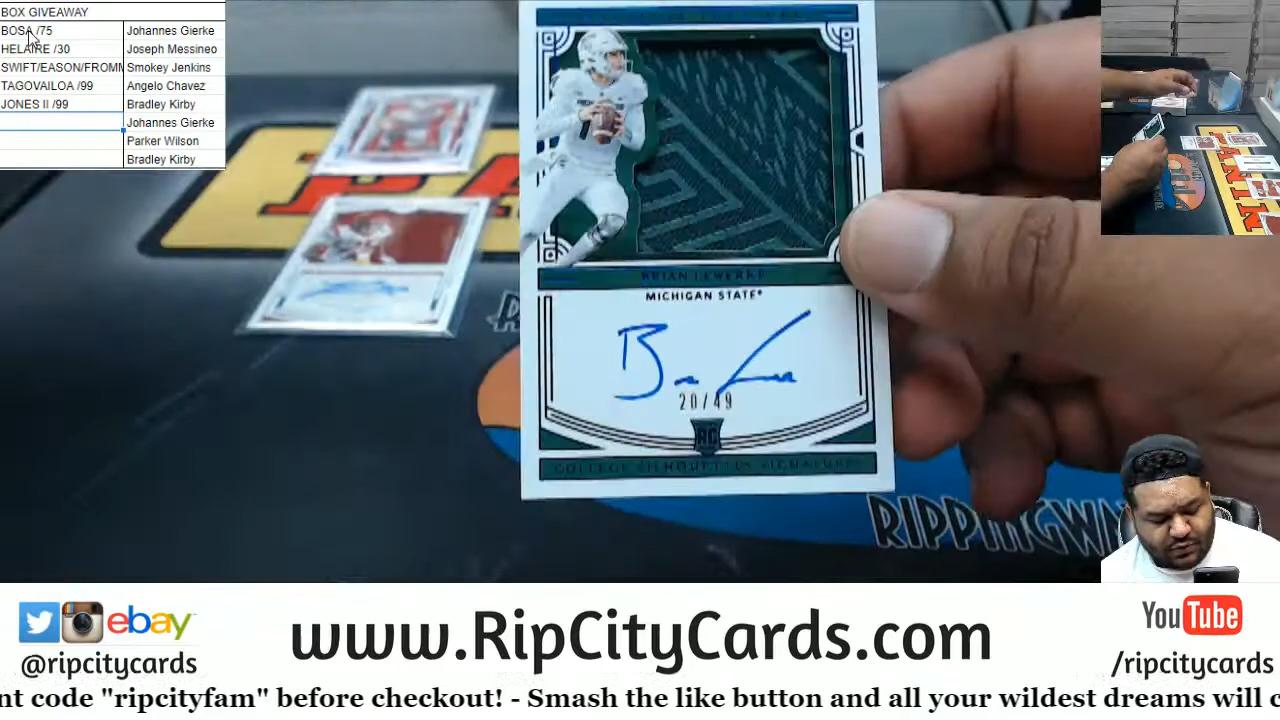 BOX GIVEAWAY
BOSA /75 Johannes Gierke
HELAIRE /30 Joseph Messineo
SWIFT/EASON/FROMM Smokey Jenkins
TAGOVAILOA /99 Angelo Chavez
JONES II /99 Bradley Kirby
Johannes Gierke
Parker Wilson
Bradley Kirby
BRIAN LEWERKE
MICHIGAN STATE®
20/49
RC
COLLEGE SILHOUETTES SIGNATURES
RIPPINGW
ebay
@ripcitycards
www.RipCityCards.com
YouTube
/ripcitycards
nt code "ripcityfam" before checkout! - Smash the like button and all your wildest dreams will c